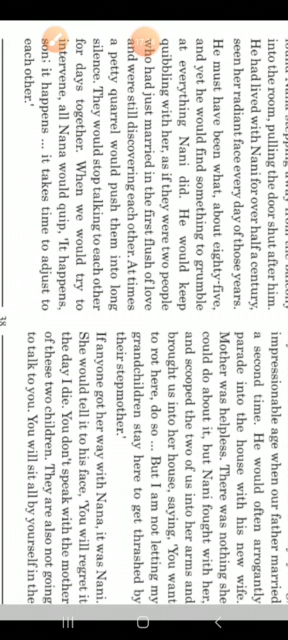 into the room, pulling the door shut after him.
He had lived with Nani for over half a century,
seen her radiant face every day of those years.
He must have been what, about eighty-five,
and yet he would find something to grumble
at everything Nani did. He would keep
quibbling with her, as if they were two people
who had just married in the first flush of love
and were still discovering each other. At times
a petty quarrel would push them into long
silence. They would stop talking to each other
for days together. When we would try to
intervene, all Nana would quip, 'It happens,
son; it happens ... it takes time to adjust to
each other.'
38
impressionable age when our father married
a second time. He would often arrogantly
parade into the house with his new wife.
Mother was helpless. There was nothing she
could do about it, but Nani fought with her,
and scooped the two of us into her arms and
brought us into her house, saying, 'You want
to rot here, do so ... But I am not letting my
grandchildren stay here to get thrashed by
their stepmother.'
If anyone got her way with Nana, it was Nani.
She would tell it to his face, 'You will regret it
the day I die. You don't speak with the mother
of these two children. They are also not going
to talk to you. You will sit all by yourself in the